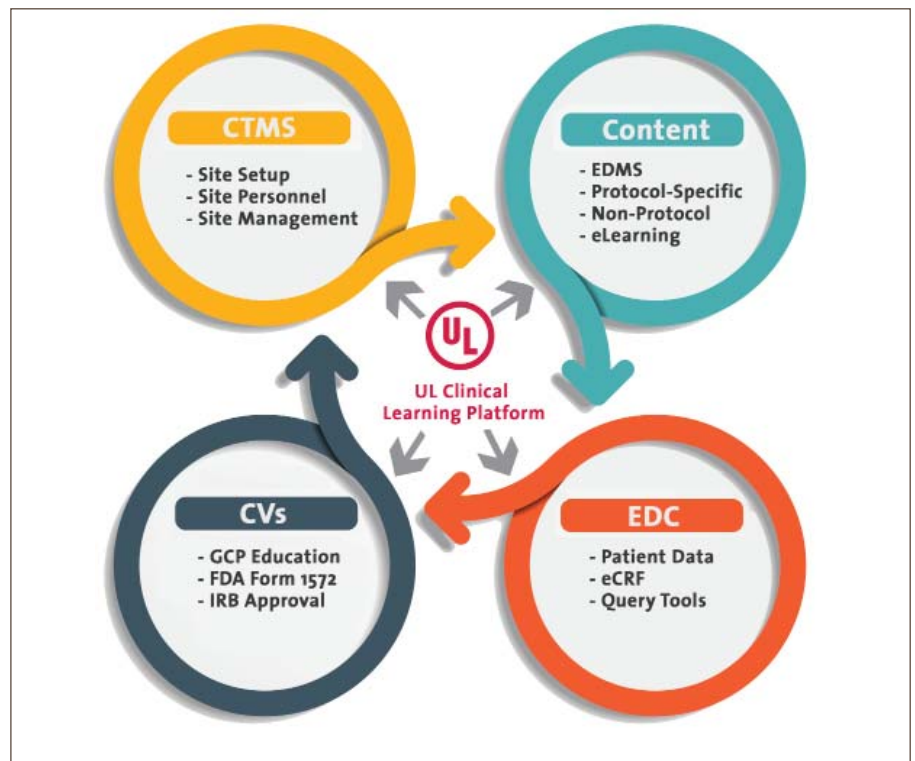 CTMS
- Site Setup
- Site Personnel
- Site Management
Content
- EDMS
- Protocol-Specific
- Non-Protocol
- eLearning
UL
UL Clinical
Learning Platform
CVs
- GCP Education
- FDA Form 1572
- IRB Approval
EDC
- Patient Data
- eCRF
- Query Tools